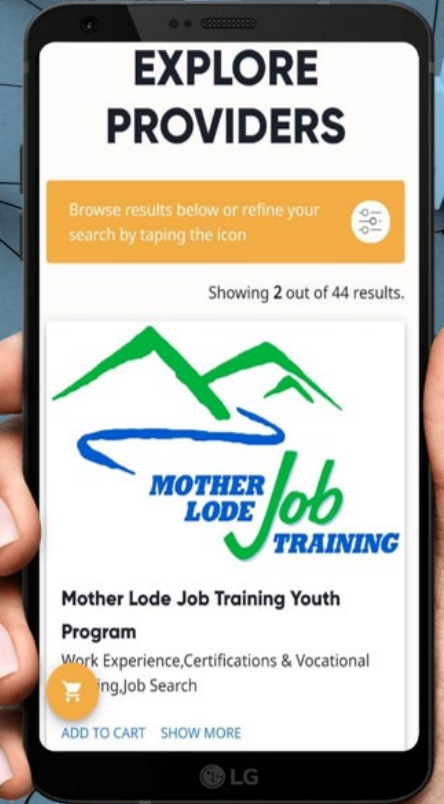 EXPLORE
PROVIDERS
Browse results below or refine your
search by taping the icon
Showing 2 out of 44 results.
MOTHER
LODE Job
TRAINING
Mother Lode Job Training Youth
Program
Work Experience,Certifications & Vocational
ing,Job Search
ADD TO CART SHOW MORE
LG